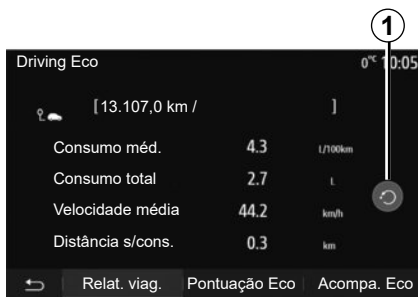 1
Driving Eco 0°C 10:05
[ 13.107,0 km / ]
Consumo méd. 4.3 L/100km
Consumo total 2.7 L
Velocidade média 44.2 km/h
Distância s/cons. 0.3 km
Relat. viag. Pontuação Eco Acompa. Eco